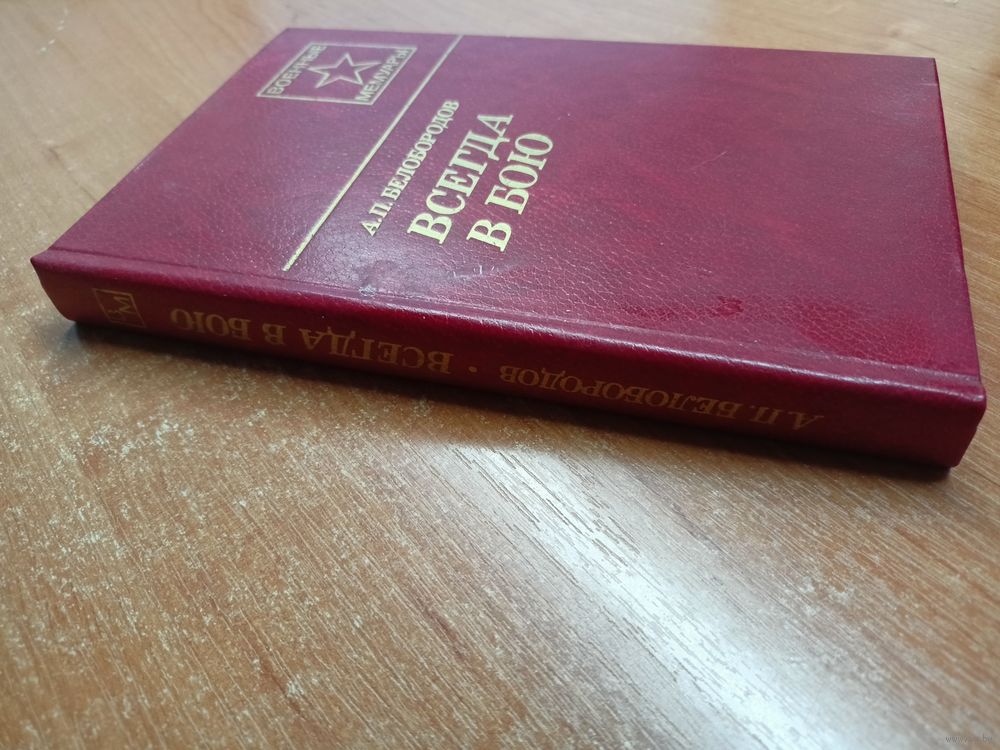 ВОЕННЫЕ
МЕМУАРЫ
А.П. БЕЛОБОРОДОВ
ВСЕГДА
В БОЮ
А.П. БЕЛОБОРОДОВ · ВСЕГДА В БОЮ